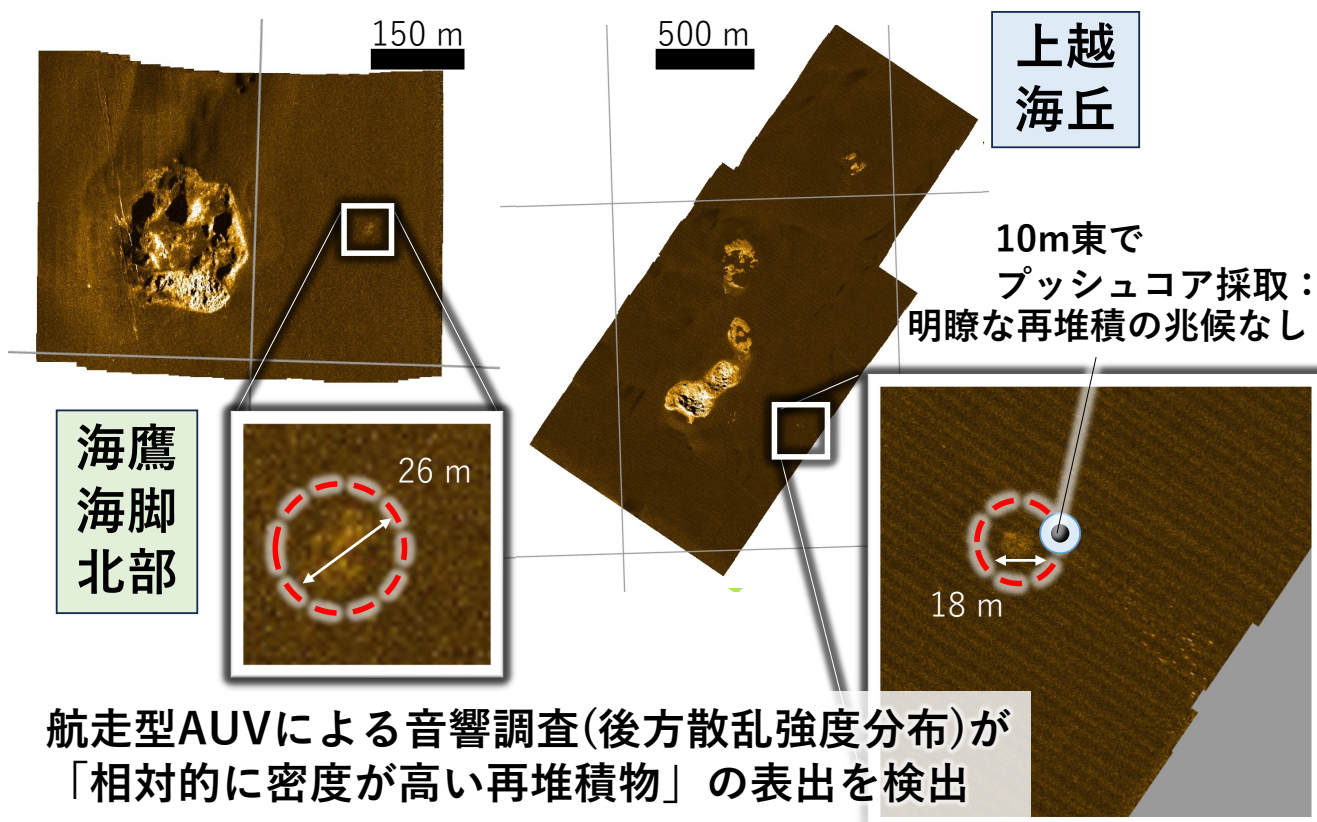 150 m
500 m
上越
海丘
10m東で
プッシュコア採取：
明瞭な再堆積の兆候なし
海鷹
海脚
北部
26 m
18 m
航走型AUVによる音響調査(後方散乱強度分布)が
「相対的に密度が高い再堆積物」の表出を検出